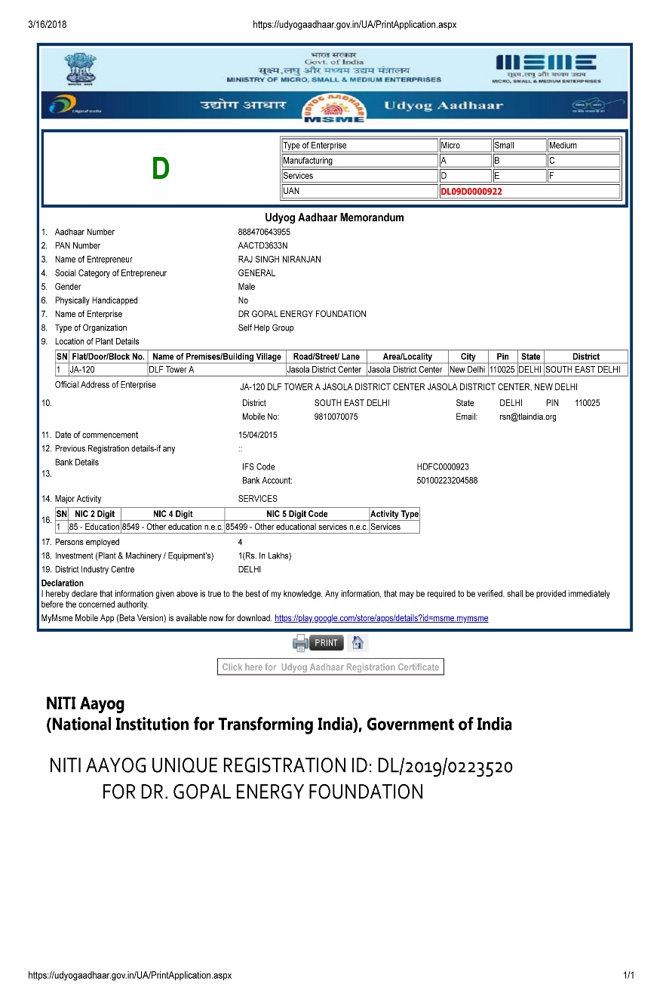 3/16/2018 https://udyogaadhaar.gov.in/UA/PrintApplication.aspx
भारत सरकार
Govt. of India
सूक्ष्म,लघु और मध्यम उद्यम मंत्रालय
MINISTRY OF MICRO, SMALL & MEDIUM ENTERPRISES
MSME
सूक्ष्म,लघु और मध्यम उद्यम
MICRO, SMALL & MEDIUM ENTERPRISES
Digital India
उद्योग आधार
UDYOG AADHAAR
MSME
Udyog Aadhaar
D
Type of Enterprise Micro Small Medium
Manufacturing A B C
Services D E F
UAN DL09D0000922
Udyog Aadhaar Memorandum
1. Aadhaar Number 888470643955
2. PAN Number AACTD3633N
3. Name of Entrepreneur RAJ SINGH NIRANJAN
4. Social Category of Entrepreneur GENERAL
5. Gender Male
6. Physically Handicapped No
7. Name of Enterprise DR GOPAL ENERGY FOUNDATION
8. Type of Organization Self Help Group
9. Location of Plant Details
SN Flat/Door/Block No. Name of Premises/Building Village Road/Street/ Lane Area/Locality City Pin State District
1 JA-120 DLF Tower A Jasola District Center Jasola District Center New Delhi 110025 DELHI SOUTH EAST DELHI
Official Address of Enterprise JA-120 DLF TOWER A JASOLA DISTRICT CENTER JASOLA DISTRICT CENTER, NEW DELHI
10. District SOUTH EAST DELHI State DELHI PIN 110025
Mobile No: 9810070075 Email: rsn@tlaindia.org
11. Date of commencement 15/04/2015
12. Previous Registration details-if any ::
Bank Details
13. IFS Code HDFC0000923
Bank Account: 50100223204588
14. Major Activity SERVICES
16. SN NIC 2 Digit NIC 4 Digit NIC 5 Digit Code Activity Type
1 85 - Education 8549 - Other education n.e.c. 85499 - Other educational services n.e.c. Services
17. Persons employed 4
18. Investment (Plant & Machinery / Equipment's) 1(Rs. In Lakhs)
19. District Industry Centre DELHI
Declaration
I hereby declare that information given above is true to the best of my knowledge. Any information, that may be required to be verified, shall be provided immediately
before the concerned authority.
MyMsme Mobile App (Beta Version) is available now for download. https://play.google.com/store/apps/details?id=msme.mymsme
PRINT
Click here for Udyog Aadhaar Registration Certificate
NITI Aayog
(National Institution for Transforming India), Government of India
NITI AAYOG UNIQUE REGISTRATION ID: DL/2019/0223520
FOR DR. GOPAL ENERGY FOUNDATION
https://udyogaadhaar.gov.in/UA/PrintApplication.aspx 1/1